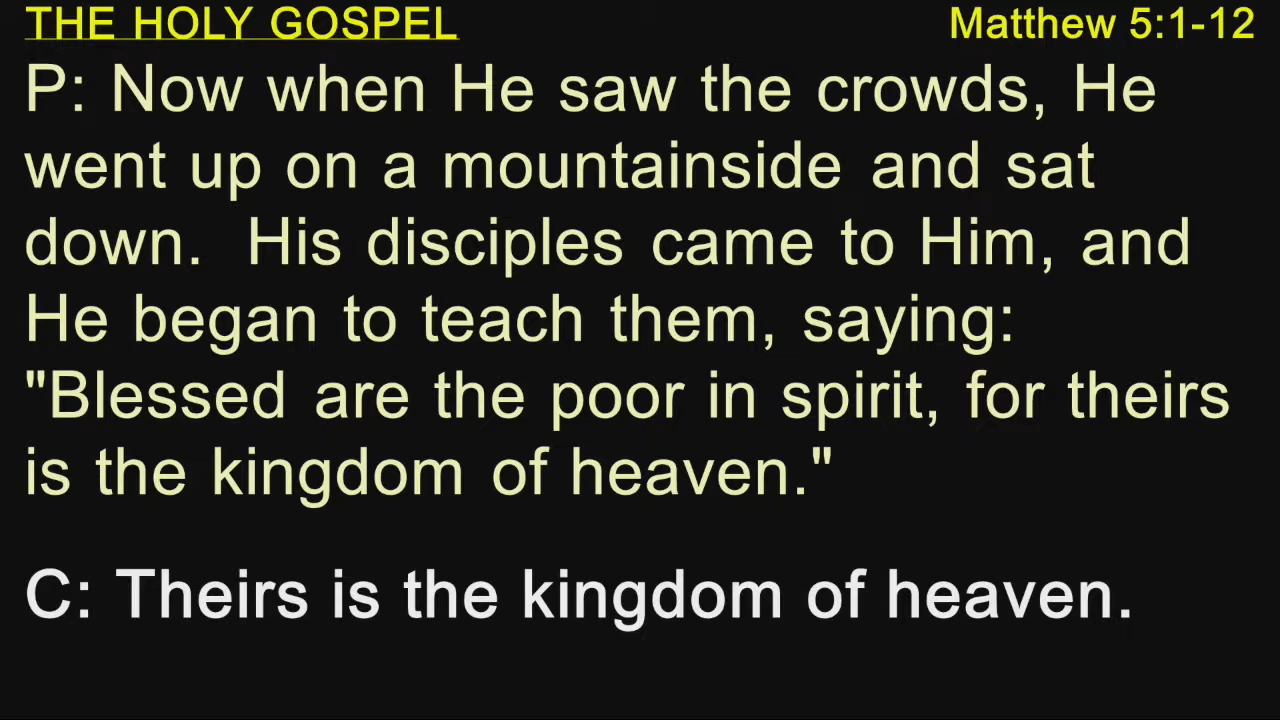 THE HOLY GOSPEL Matthew 5:1-12
P: Now when He saw the crowds, He
went up on a mountainside and sat
down. His disciples came to Him, and
He began to teach them, saying:
"Blessed are the poor in spirit, for theirs
is the kingdom of heaven."
C: Theirs is the kingdom of heaven.